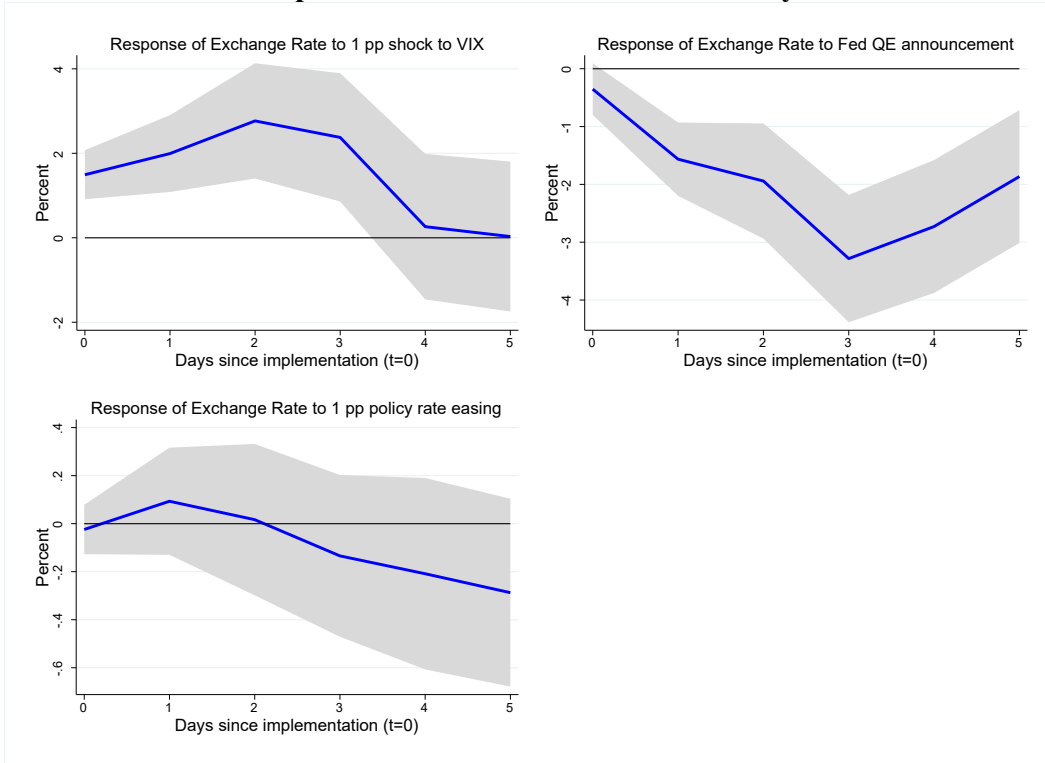 Response of Exchange Rate to 1 pp shock to VIX
Percent
4
2
0
-2
0 1 2 3 4 5
Days since implementation (t=0)
Response of Exchange Rate to Fed QE announcement
Percent
0
-1
-2
-3
-4
0 1 2 3 4 5
Days since implementation (t=0)
Response of Exchange Rate to 1 pp policy rate easing
Percent
.4
.2
0
-.2
-.4
-.6
0 1 2 3 4 5
Days since implementation (t=0)